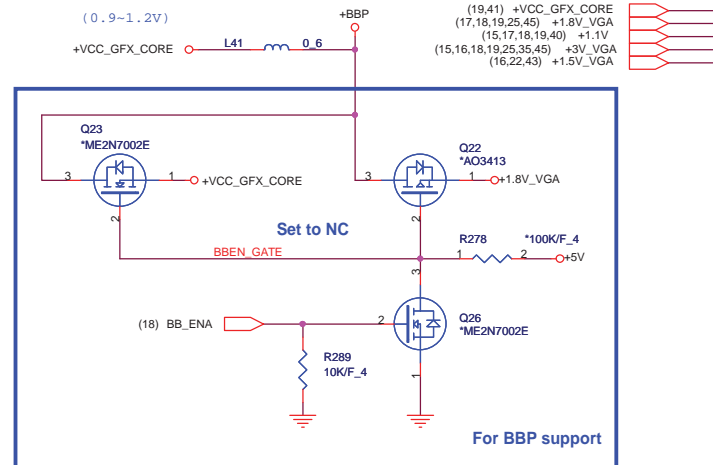 (0.9~1.2V)
+BBP
(19,41) +VCC_GFX_CORE
(17,18,19,25,45) +1.8V_VGA
(15,17,18,19,40) +1.1V
(15,16,18,19,25,35,45) +3V_VGA
(16,22,43) +1.5V_VGA
+VCC_GFX_CORE L41 0_6
Q23
*ME2N7002E
Q22
*AO3413
3 1 +VCC_GFX_CORE
3 1 +1.8V_VGA
2
2
Set to NC
BBEN_GATE
R278 *100K/F_4
1 2 +5V
3
(18) BB_ENA
2
Q26
*ME2N7002E
R289
10K/F_4
1
For BBP support